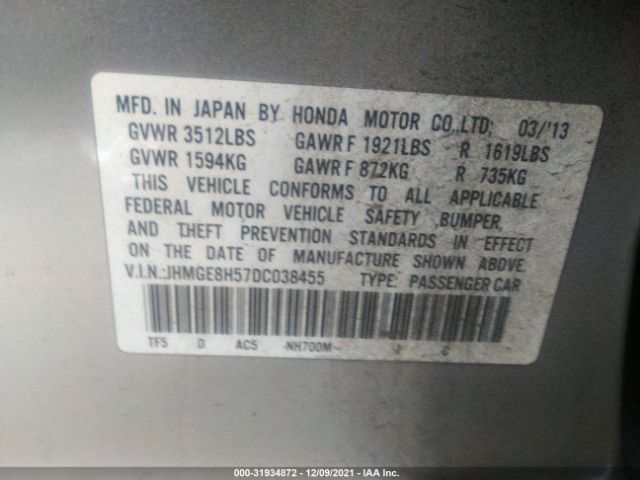 MFD. IN JAPAN BY HONDA MOTOR CO.,LTD; 03/'13
GVWR 3512LBS GAWR F 1921LBS R 1619LBS
GVWR 1594KG GAWR F 872KG R 735KG
THIS VEHICLE CONFORMS TO ALL APPLICABLE
FEDERAL MOTOR VEHICLE SAFETY, BUMPER,
AND THEFT PREVENTION STANDARDS IN EFFECT
ON THE DATE OF MANUFACTURE SHOWN ABOVE.
V.I.N.:JHMGE8H57DC038455 TYPE: PASSENGER CAR
TF5 D AC5 NH700M
000-31934872 - 12/09/2021 - IAA Inc.